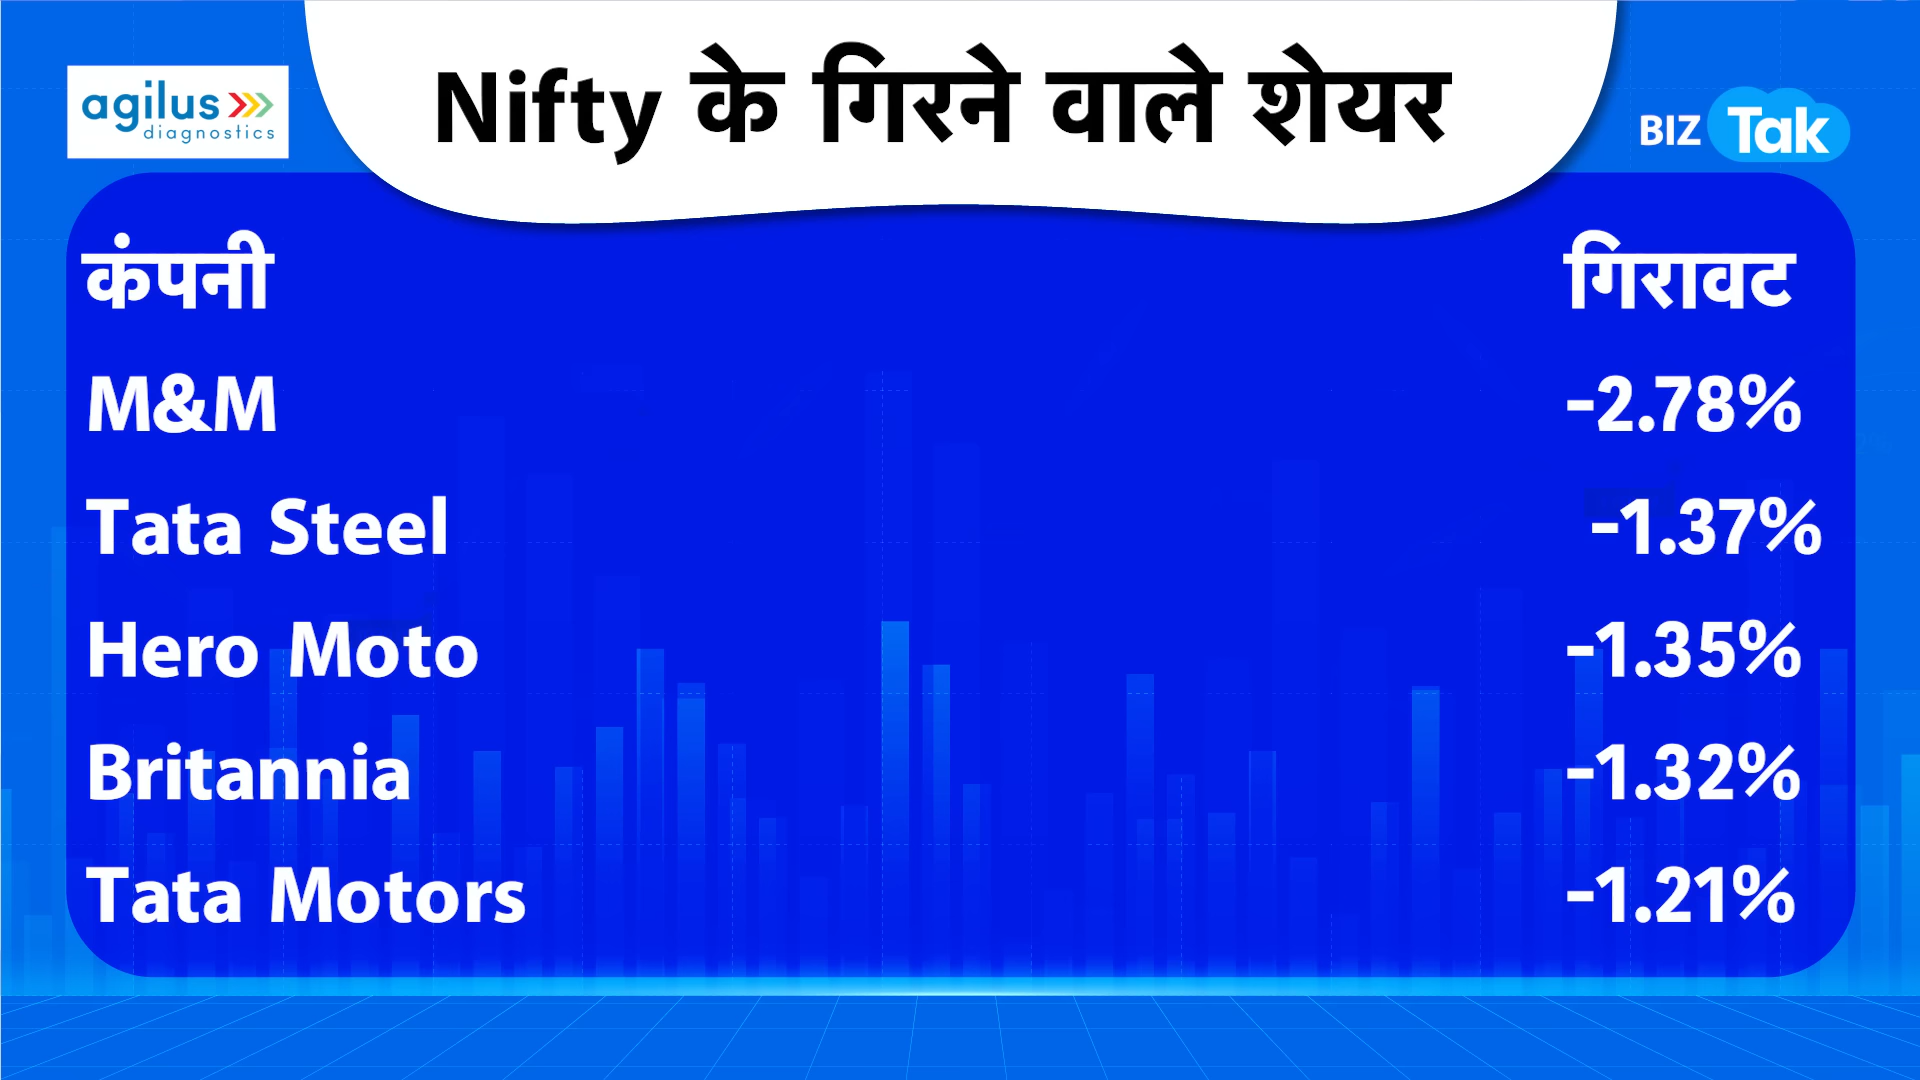 agilus
diagnostics
Nifty के गिरने वाले शेयर
BIZ Tak
कंपनी गिरावट
M&M -2.78%
Tata Steel -1.37%
Hero Moto -1.35%
Britannia -1.32%
Tata Motors -1.21%